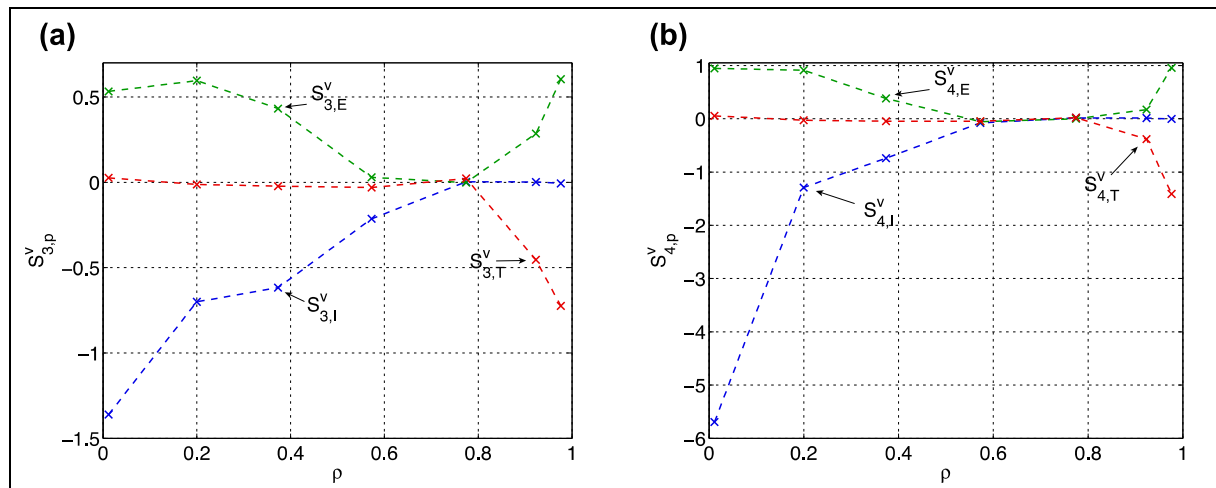 (a)
0.5
0
−0.5
−1
−1.5
S^v_{3,p}
S^v_{3,E}
S^v_{3,T}
S^v_{3,I}
0 0.2 0.4 0.6 0.8 1
ρ
(b)
1
0
−1
−2
−3
−4
−5
−6
S^v_{4,p}
S^v_{4,E}
S^v_{4,T}
S^v_{4,I}
0 0.2 0.4 0.6 0.8 1
ρ